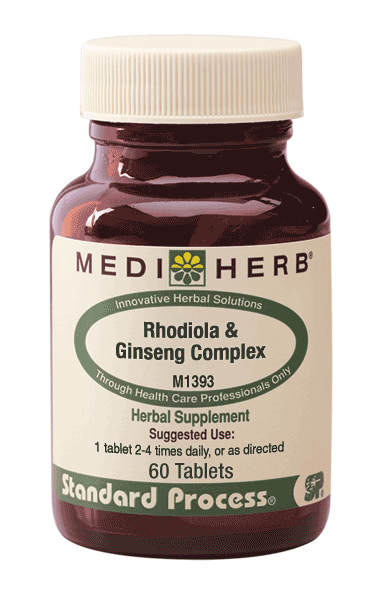 MEDI HERB®
Innovative Herbal Solutions
Rhodiola &
Ginseng Complex
M1393
Through Health Care Professionals Only
Herbal Supplement
Suggested Use:
1 tablet 2-4 times daily, or as directed
60 Tablets
Standard Process®
SP®